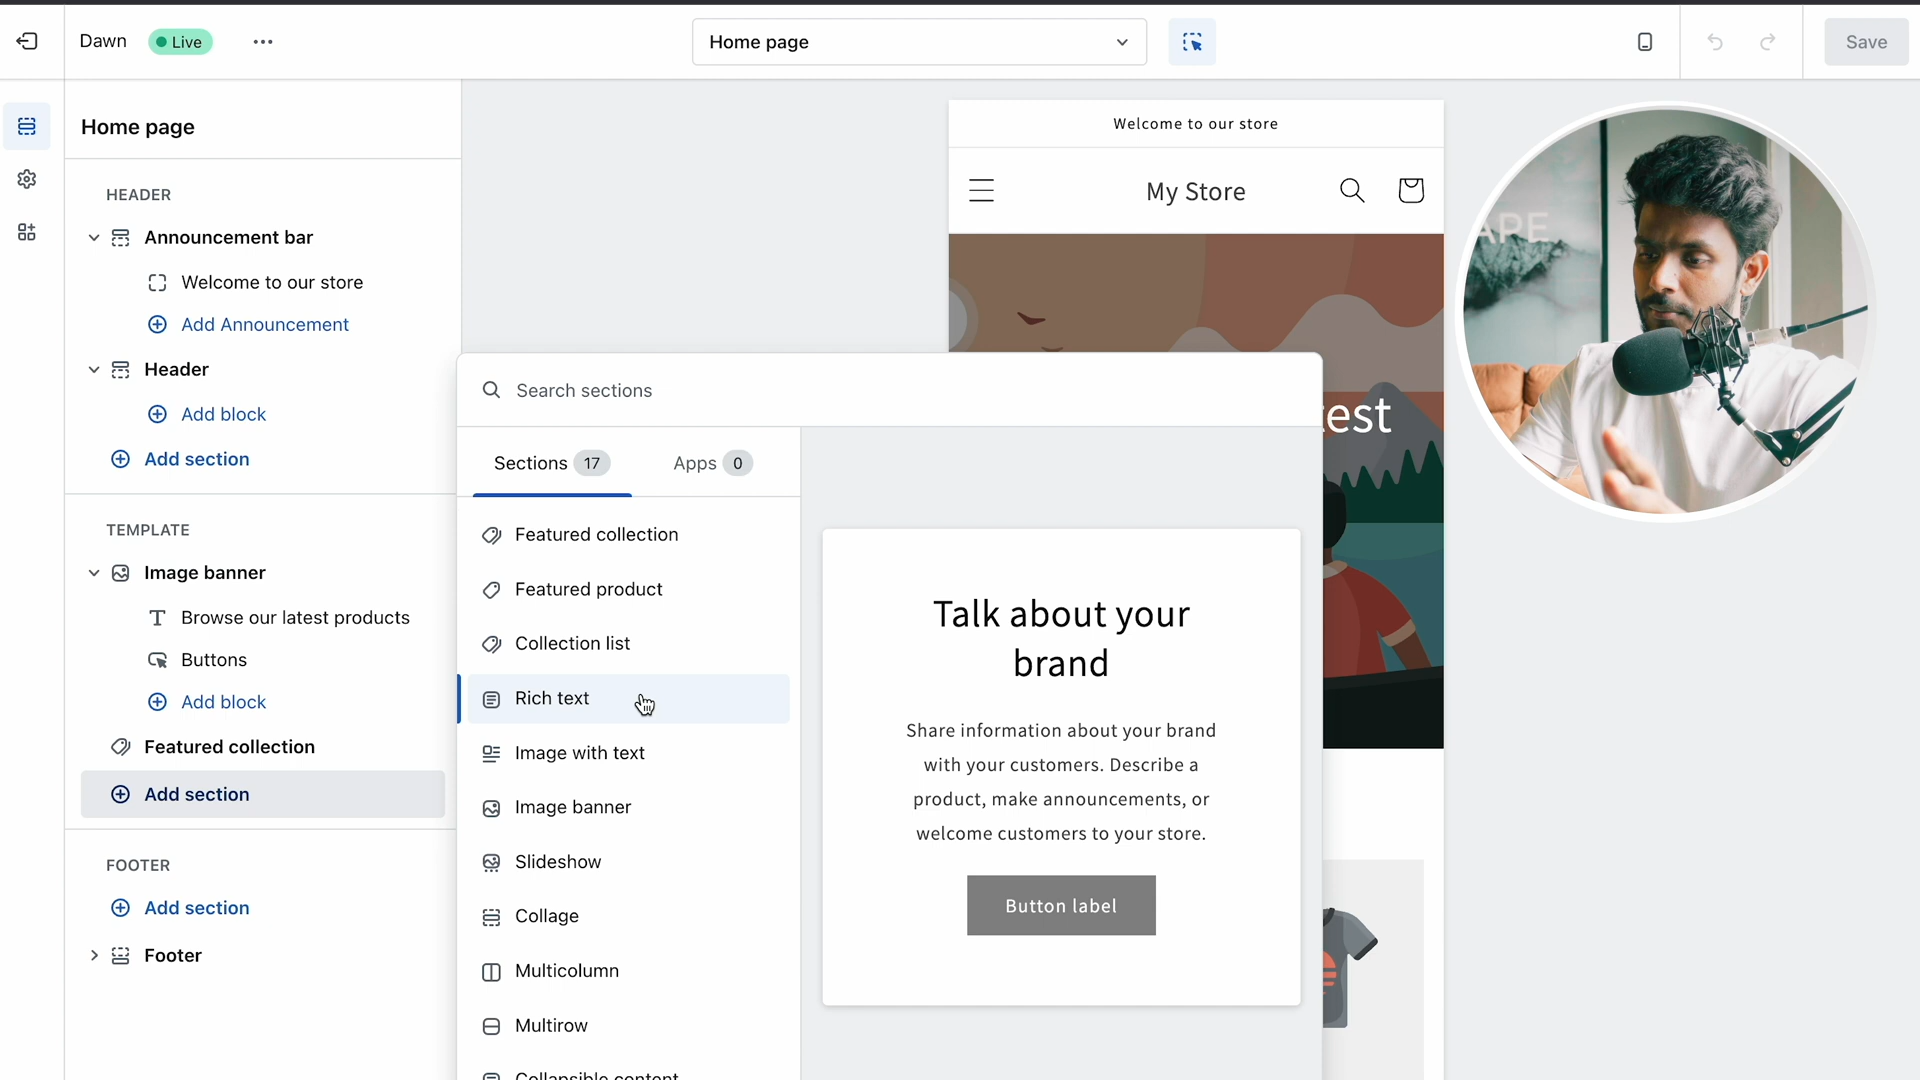 Dawn
Live
Home page
Save
Home page
HEADER
Announcement bar
Welcome to our store
Add Announcement
Header
Add block
Add section
TEMPLATE
Image banner
Browse our latest products
Buttons
Add block
Featured collection
Add section
FOOTER
Add section
Footer
Search sections
Sections 17
Apps 0
Featured collection
Featured product
Collection list
Rich text
Image with text
Image banner
Slideshow
Collage
Multicolumn
Multirow
Collapsible content
Talk about your
brand
Share information about your brand
with your customers. Describe a
product, make announcements, or
welcome customers to your store.
Button label
Welcome to our store
My Store
test
APE